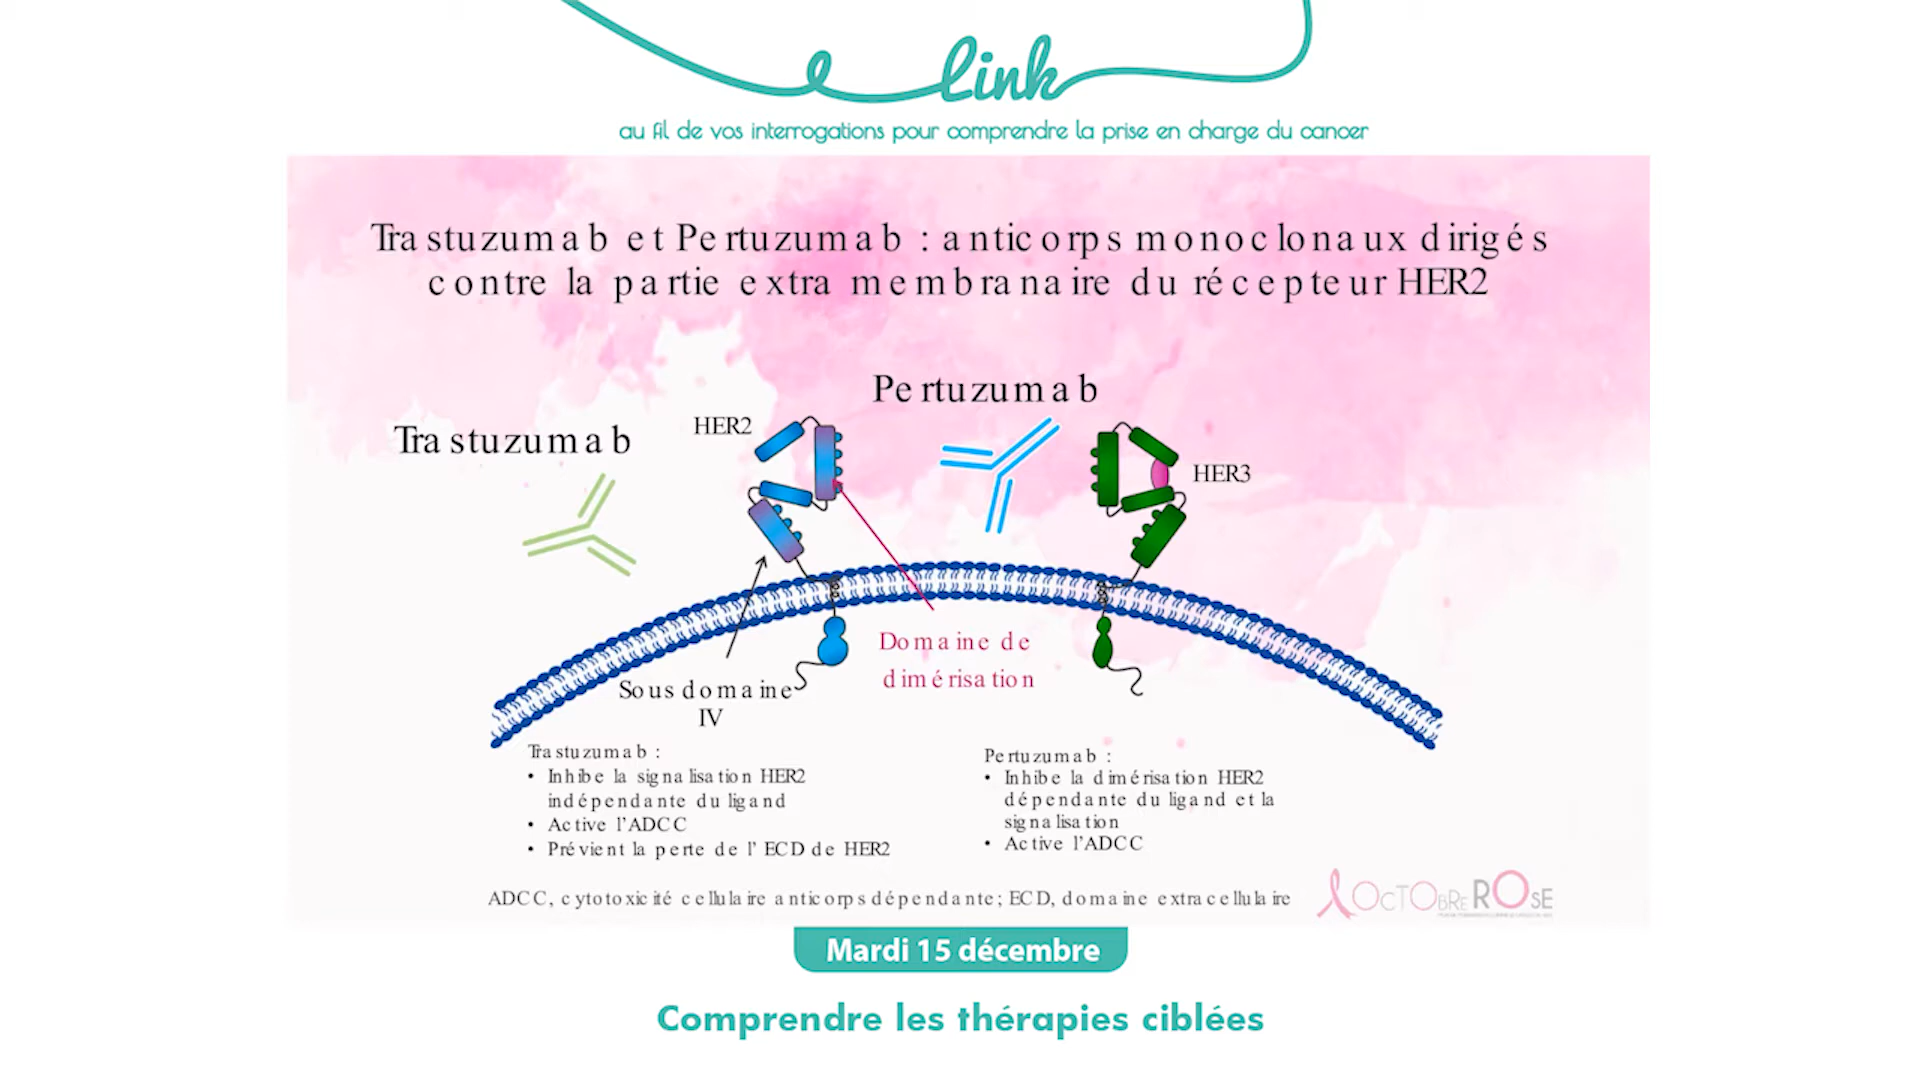 Link
au fil de vos interrogations pour comprendre la prise en charge du cancer
Trastuzumab et Pertuzumab : anticorps monoclonaux dirigés
contre la partie extra membranaire du récepteur HER2
Pertuzumab
HER2
Trastuzumab
HER3
Domaine de
dimérisation
Sous domaine
IV
Trastuzumab :
• Inhibe la signalisation HER2
indépendante du ligand
• Active l'ADCC
• Prévient la perte de l' ECD de HER2
Pertuzumab :
• Inhibe la dimérisation HER2
dépendante du ligand et la
signalisation
• Active l'ADCC
ADCC, cytotoxicité cellulaire anticorps dépendante; ECD, domaine extracellulaire
OCTOBRE ROSE
Mardi 15 décembre
Comprendre les thérapies ciblées